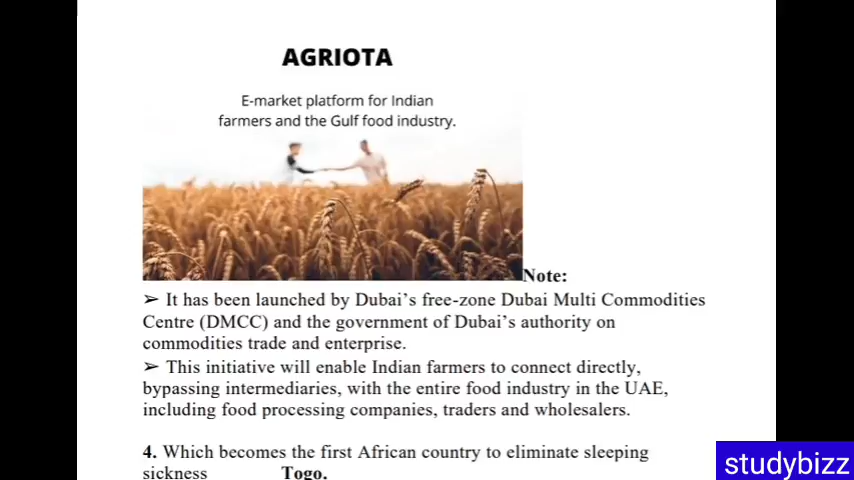 AGRIOTA
E-market platform for Indian
farmers and the Gulf food industry.
Note:
➢ It has been launched by Dubai's free-zone Dubai Multi Commodities
Centre (DMCC) and the government of Dubai's authority on
commodities trade and enterprise.
➢ This initiative will enable Indian farmers to connect directly,
bypassing intermediaries, with the entire food industry in the UAE,
including food processing companies, traders and wholesalers.
4. Which becomes the first African country to eliminate sleeping
sickness Togo.
studybizz